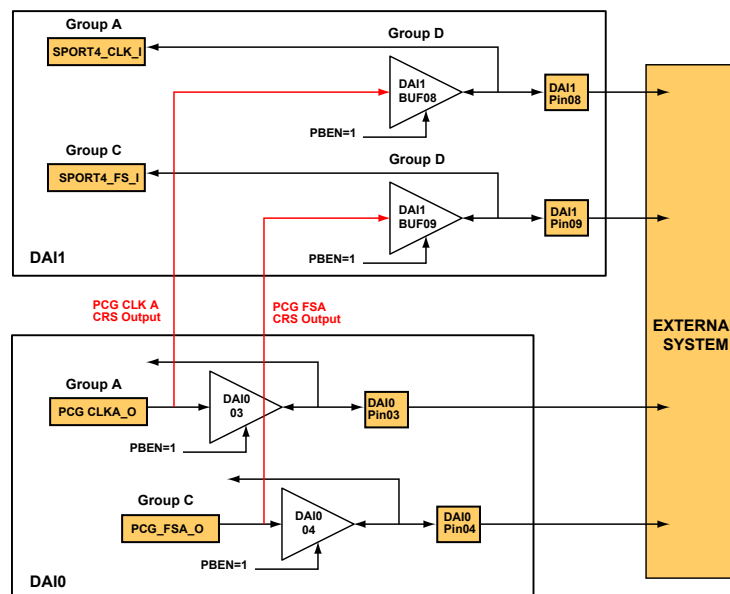 Group A
SPORT4_CLK_I
Group D
DAI1
BUF08
DAI1
Pin08
PBEN=1
Group C
SPORT4_FS_I
Group D
DAI1
BUF09
DAI1
Pin09
PBEN=1
DAI1
PCG CLK A
CRS Output
PCG FSA
CRS Output
EXTERNAL
SYSTEM
Group A
PCG CLKA_O
DAI0
03
DAI0
Pin03
PBEN=1
Group C
PCG_FSA_O
DAI0
04
DAI0
Pin04
PBEN=1
DAI0